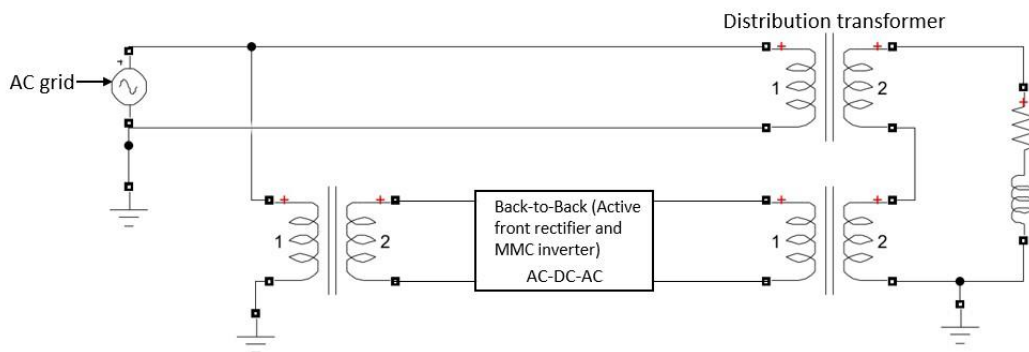 Distribution transformer
AC grid
+
+
+
1
2
+
+
+
+
+
1
2
Back-to-Back (Active
front rectifier and
MMC inverter)
AC-DC-AC
1
2